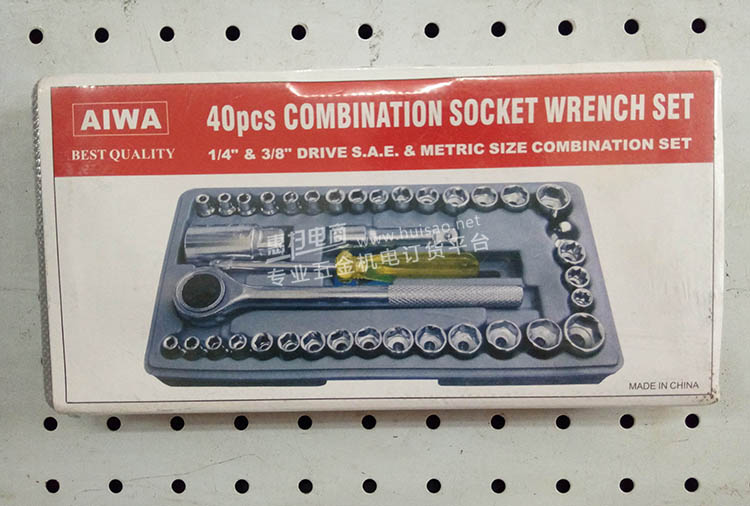 AIWA
BEST QUALITY
40pcs COMBINATION SOCKET WRENCH SET
1/4" & 3/8" DRIVE S.A.E. & METRIC SIZE COMBINATION SET
惠扫电商 www.huisao.net
专业五金机电订货平台
MADE IN CHINA